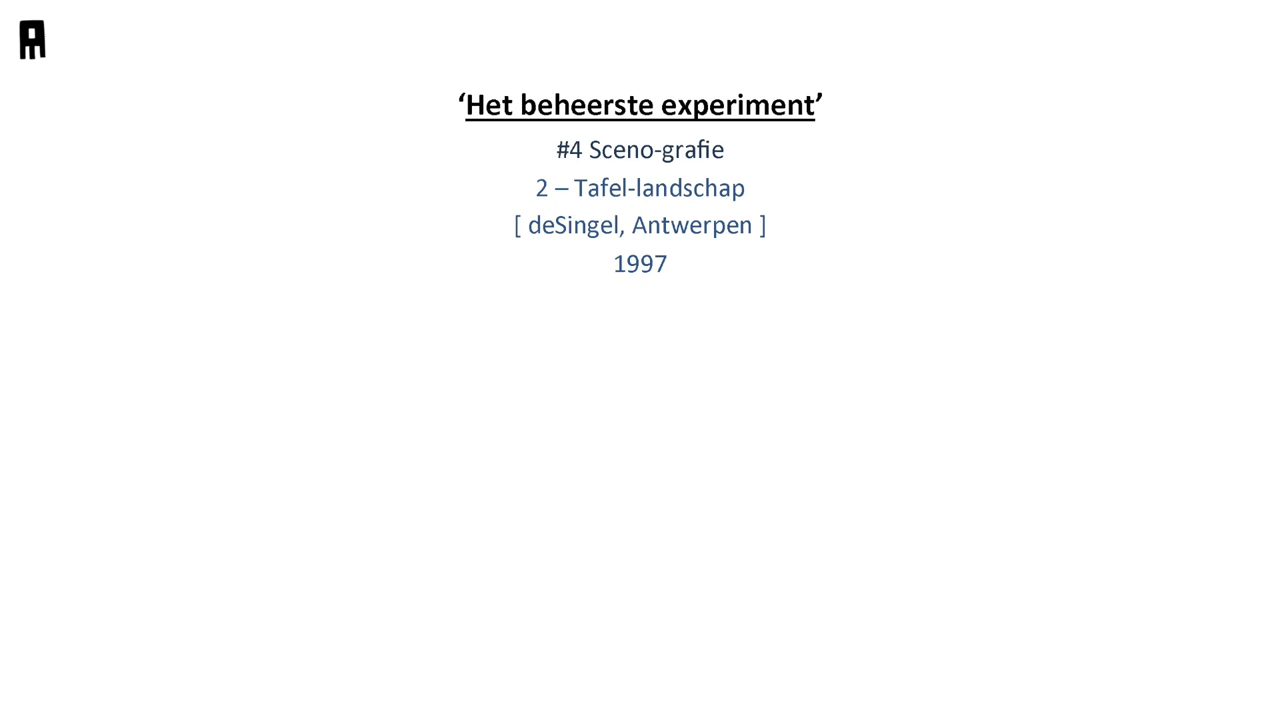 ‘Het beheerste experiment’
#4 Sceno-grafie
2 – Tafel-landschap
[ deSingel, Antwerpen ]
1997